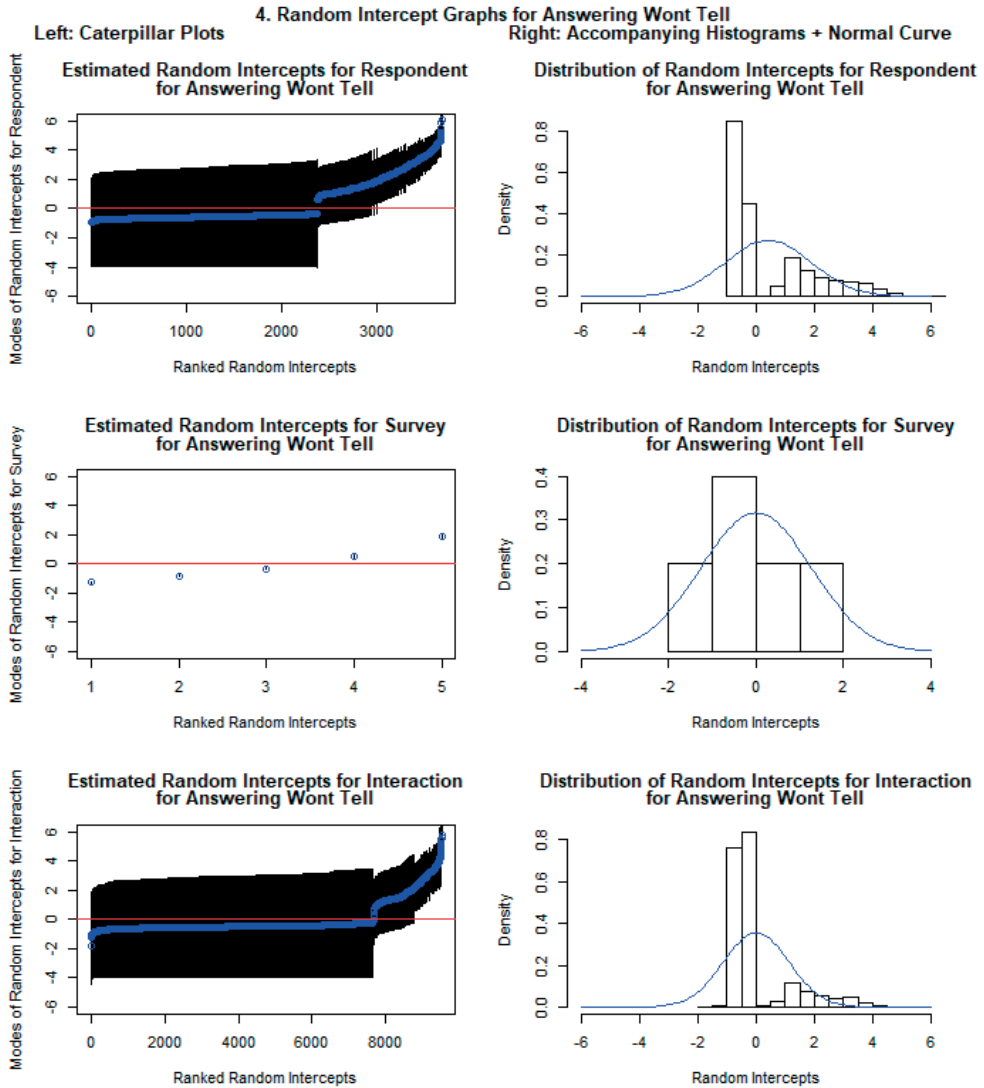 4. Random Intercept Graphs for Answering Wont Tell
Left: Caterpillar Plots
Right: Accompanying Histograms + Normal Curve
Estimated Random Intercepts for Respondent
for Answering Wont Tell
Modes of Random Intercepts for Respondent
6
4
2
0
-2
-4
-6
0 1000 2000 3000
Ranked Random Intercepts
Distribution of Random Intercepts for Respondent
for Answering Wont Tell
Density
0.8
0.6
0.4
0.2
0.0
-6 -4 -2 0 2 4 6
Random Intercepts
Estimated Random Intercepts for Survey
for Answering Wont Tell
Modes of Random Intercepts for Survey
6
4
2
0
-2
-4
-6
1 2 3 4 5
Ranked Random Intercepts
Distribution of Random Intercepts for Survey
for Answering Wont Tell
Density
0.4
0.3
0.2
0.1
0.0
-4 -2 0 2 4
Random Intercepts
Estimated Random Intercepts for Interaction
for Answering Wont Tell
Modes of Random Intercepts for Interaction
6
4
2
0
-2
-4
-6
0 2000 4000 6000 8000
Ranked Random Intercepts
Distribution of Random Intercepts for Interaction
for Answering Wont Tell
Density
0.8
0.6
0.4
0.2
0.0
-6 -4 -2 0 2 4 6
Random Intercepts